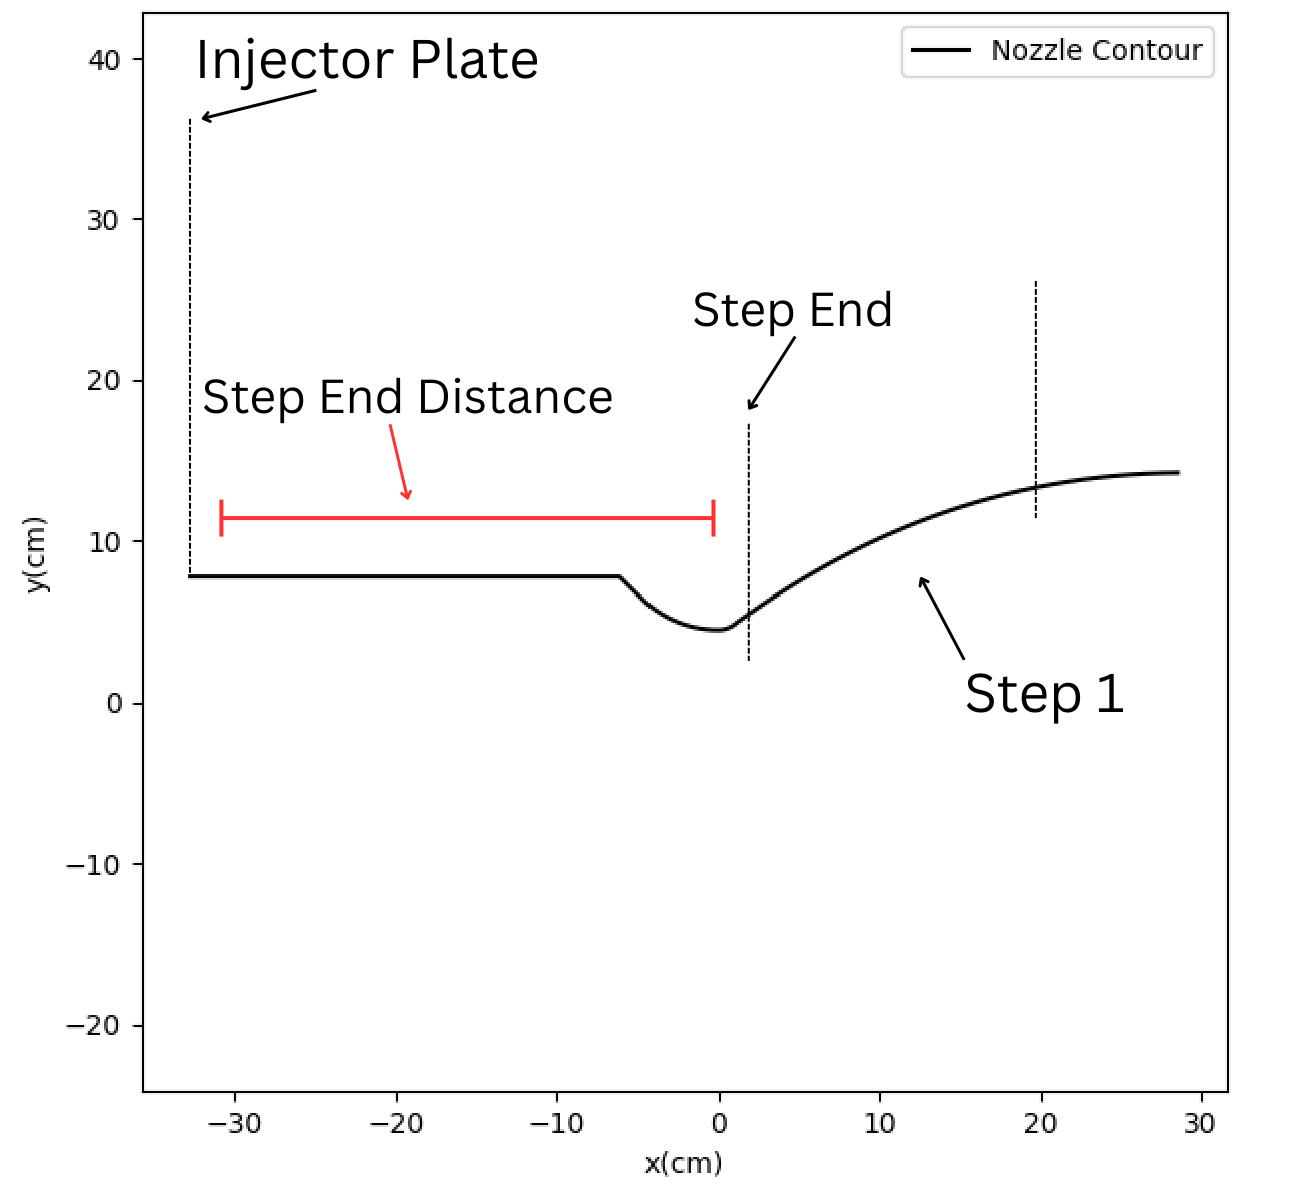 Injector Plate
Nozzle Contour
Step End
Step End Distance
Step 1
40
30
20
10
0
−10
−20
y(cm)
−30
−20
−10
0
10
20
30
x(cm)